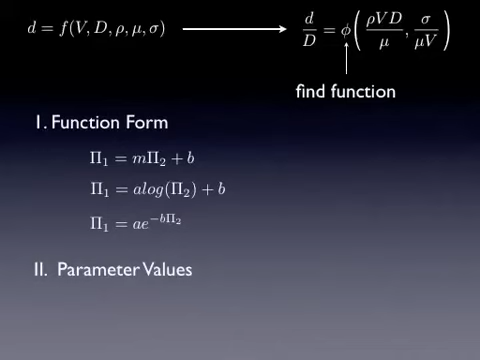 d = f(V, D, ρ, μ, σ) ⟶ d/D = ϕ(ρVD/μ, σ/μV)
find function
I. Function Form
Π₁ = mΠ₂ + b
Π₁ = alog(Π₂) + b
Π₁ = ae^{−bΠ₂}
II. Parameter Values